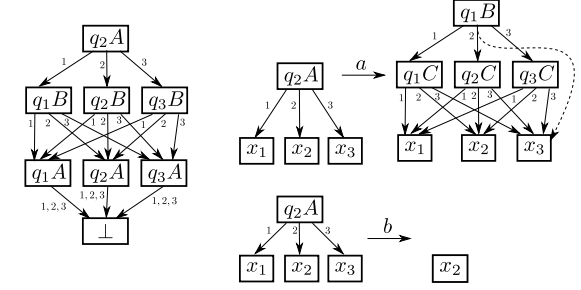 q₂A
1 2 3
q₁B q₂B q₃B
1 2 3 1 2 3 1 2 3
q₁A q₂A q₃A
1,2,3 1,2,3 1,2,3
⊥
q₂A
1 2 3
x₁ x₂ x₃
a
q₁B
1 2 3
q₁C q₂C q₃C
1 2 3 1 2 3 1 2 3
x₁ x₂ x₃
q₂A
1 2 3
x₁ x₂ x₃
b
x₂